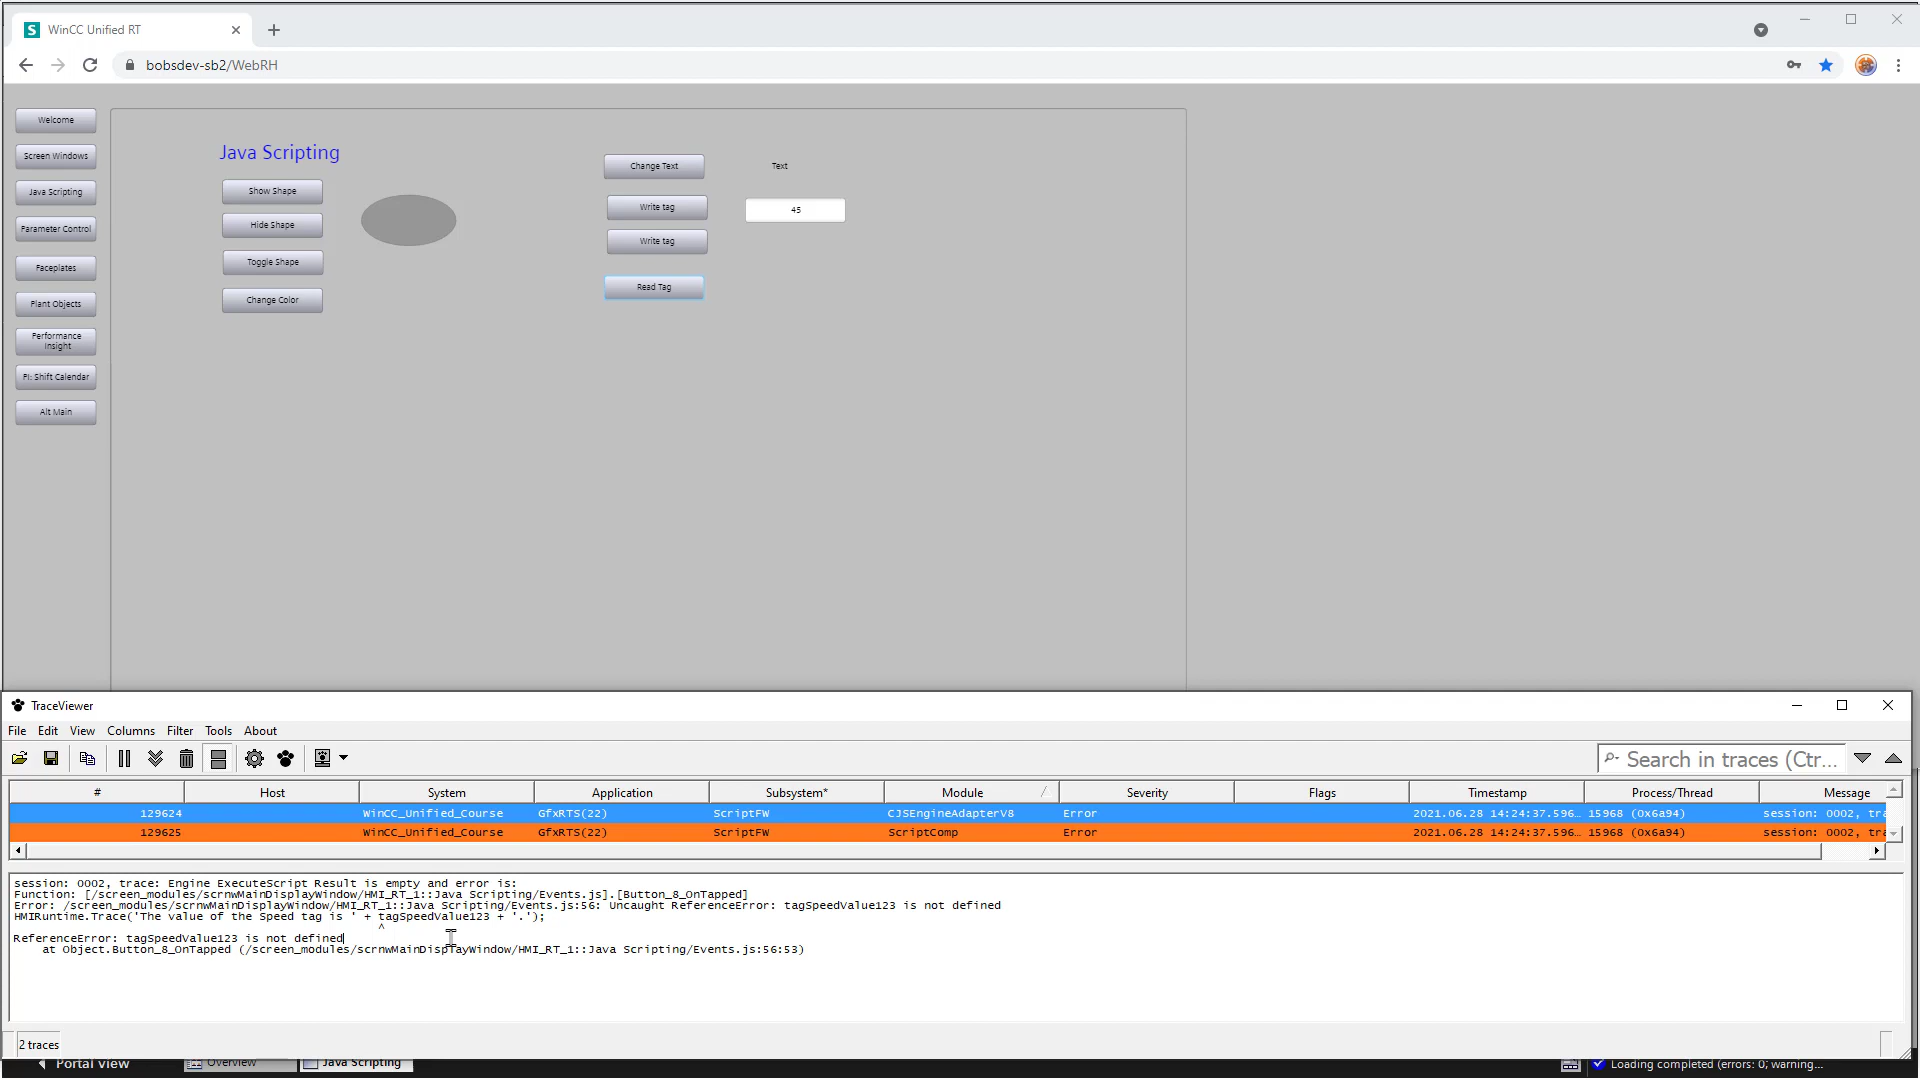 WinCC Unified RT
bobsdev-sb2/WebRH
Welcome
Screen Windows
Java Scripting
Parameter Control
Faceplates
Plant Objects
Performance
Insight
PI: Shift Calendar
Alt Main
Java Scripting
Show Shape
Hide Shape
Toggle Shape
Change Color
Change Text
Text
Write tag
45
Write tag
Read Tag
TraceViewer
File Edit View Columns Filter Tools About
Search in traces (Ctr...
# Host System Application Subsystem* Module Severity Flags Timestamp Process/Thread Message
129624 WinCC_Unified_Course GfxRTS(22) ScriptFW CJSEngineAdapterV8 Error 2021.06.28 14:24:37.596... 15968 (0x6a94) session: 0002, tra
129625 WinCC_Unified_Course GfxRTS(22) ScriptFW ScriptComp Error 2021.06.28 14:24:37.596... 15968 (0x6a94) session: 0002, tra
session: 0002, trace: Engine ExecuteScript Result is empty and error is:
Function: [/screen_modules/scrnwMainDisplayWindow/HMI_RT_1::Java Scripting/Events.js].[Button_8_OnTapped]
Error: /screen_modules/scrnwMainDisplayWindow/HMI_RT_1::Java Scripting/Events.js:56: Uncaught ReferenceError: tagSpeedValue123 is not defined
HMIRuntime.Trace('The value of the Speed tag is ' + tagSpeedValue123 + '.');
^
ReferenceError: tagSpeedValue123 is not defined
at Object.Button_8_OnTapped (/screen_modules/scrnwMainDisplayWindow/HMI_RT_1::Java Scripting/Events.js:56:53)
2 traces
Portal view
Overview
Java Scripting
Loading completed (errors: 0; warning...